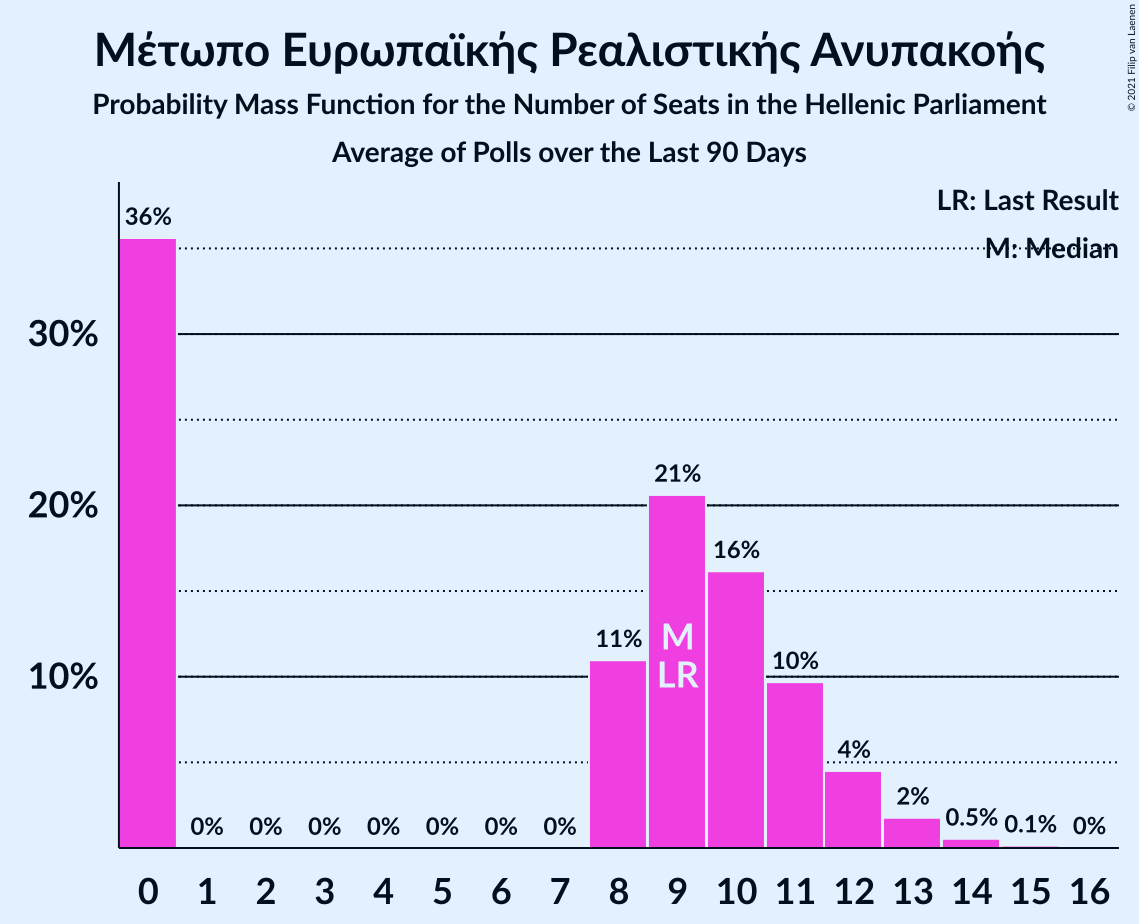 Μέτωπο Ευρωπαϊκής Ρεαλιστικής Ανυπακοής
Probability Mass Function for the Number of Seats in the Hellenic Parliament
Average of Polls over the Last 90 Days
© 2021 Filip van Laenen
LR: Last Result
M: Median
36%
30%
21%
20%
16%
11%
M
LR
10%
10%
4%
2%
0% 0% 0% 0% 0% 0% 0% 0.5% 0.1% 0%
0 1 2 3 4 5 6 7 8 9 10 11 12 13 14 15 16